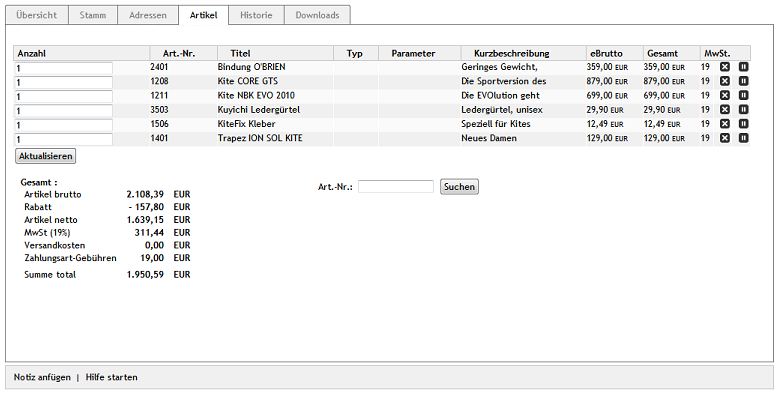 Übersicht Stamm Adressen Artikel Historie Downloads
Anzahl Art.-Nr. Titel Typ Parameter Kurzbeschreibung eBrutto Gesamt MwSt.
1 2401 Bindung O'BRIEN Geringes Gewicht, 359,00 EUR 359,00 EUR 19
1 1208 Kite CORE GTS Die Sportversion des 879,00 EUR 879,00 EUR 19
1 1211 Kite NBK EVO 2010 Die EVOlution geht 699,00 EUR 699,00 EUR 19
1 3503 Kuyichi Ledergürtel Ledergürtel, unisex 29,90 EUR 29,90 EUR 19
1 1506 KiteFix Kleber Speziell für Kites 12,49 EUR 12,49 EUR 19
1 1401 Trapez ION SOL KITE Neues Damen 129,00 EUR 129,00 EUR 19
Aktualisieren
Gesamt :
Art.-Nr.: Suchen
Artikel brutto 2.108,39 EUR
Rabatt - 157,80 EUR
Artikel netto 1.639,15 EUR
MwSt (19%) 311,44 EUR
Versandkosten 0,00 EUR
Zahlungsart-Gebühren 19,00 EUR
Summe total 1.950,59 EUR
Notiz anfügen | Hilfe starten